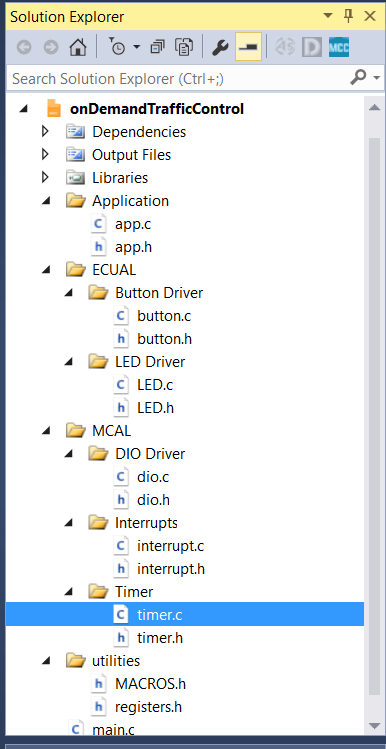 Solution Explorer
MCC
Search Solution Explorer (Ctrl+;)
onDemandTrafficControl
Dependencies
Output Files
Libraries
Application
C app.c
h app.h
ECUAL
Button Driver
C button.c
h button.h
LED Driver
C LED.c
h LED.h
MCAL
DIO Driver
C dio.c
h dio.h
Interrupts
C interrupt.c
h interrupt.h
Timer
C timer.c
h timer.h
utilities
h MACROS.h
h registers.h
C main.c